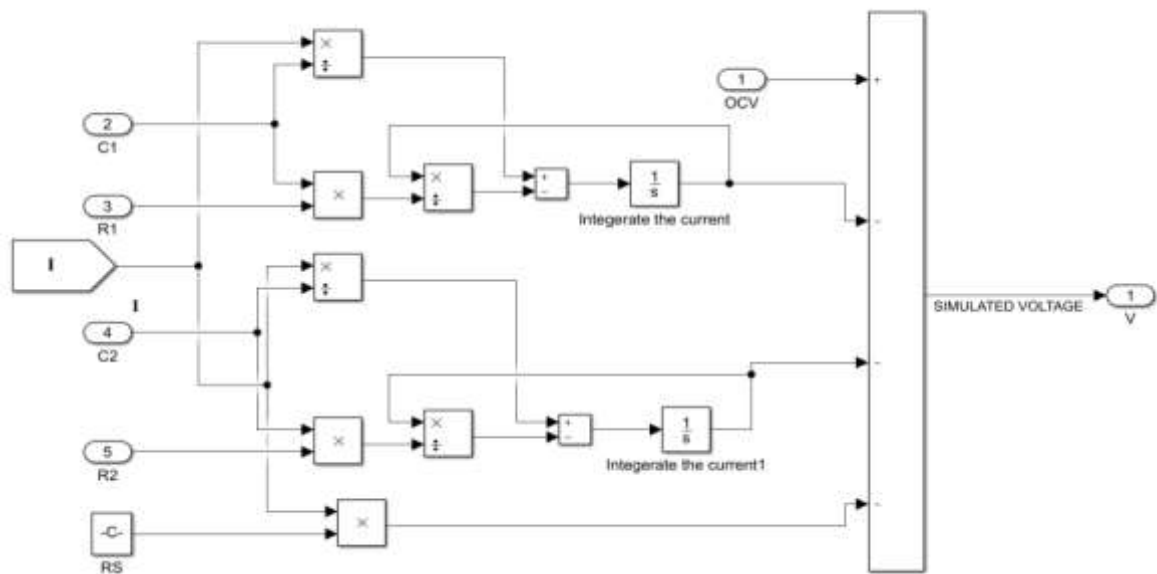 ×
÷
1
OCV
+
2
C1
×
÷
+
−
1
s
Integerate the current
−
3
R1
×
I
×
÷
SIMULATED VOLTAGE
1
V
I
4
C2
−
×
÷
+
−
1
s
Integerate the current1
5
R2
×
−
-C-
RS
×